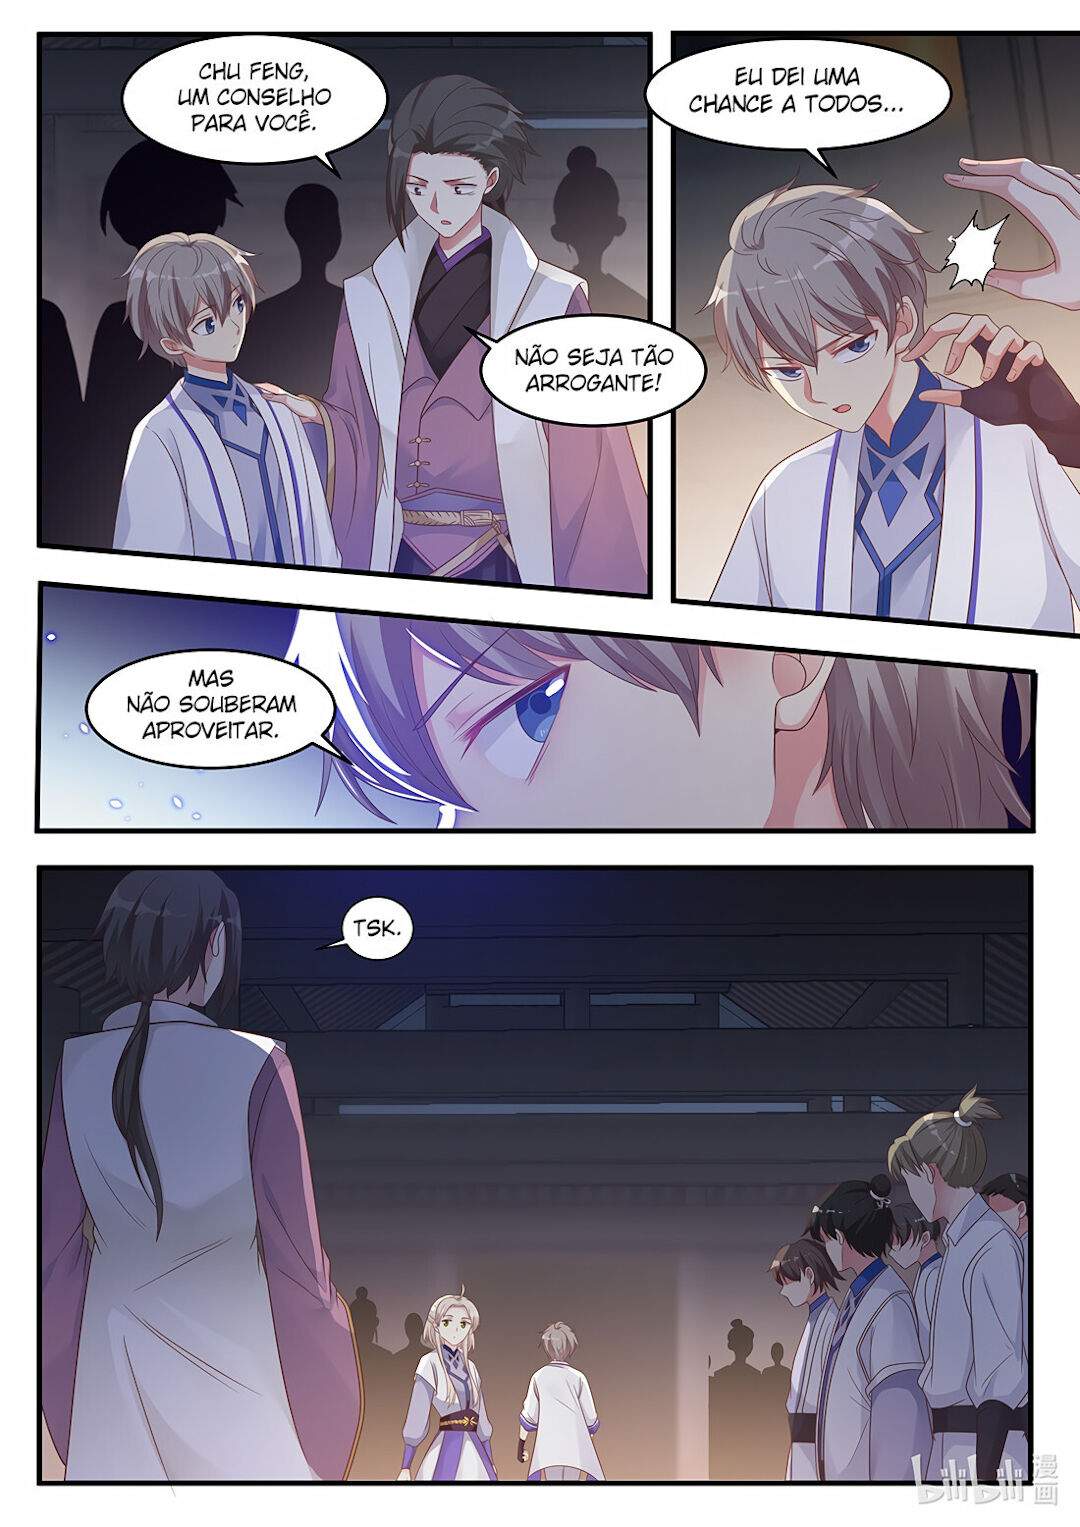 CHU FENG,
UM CONSELHO
PARA VOCÊ.
NÃO SEJA TÃO
ARROGANTE!
EU DEI UMA
CHANCE A TODOS...
MAS
NÃO SOUBERAM
APROVEITAR.
TSK.
bilibili 漫画